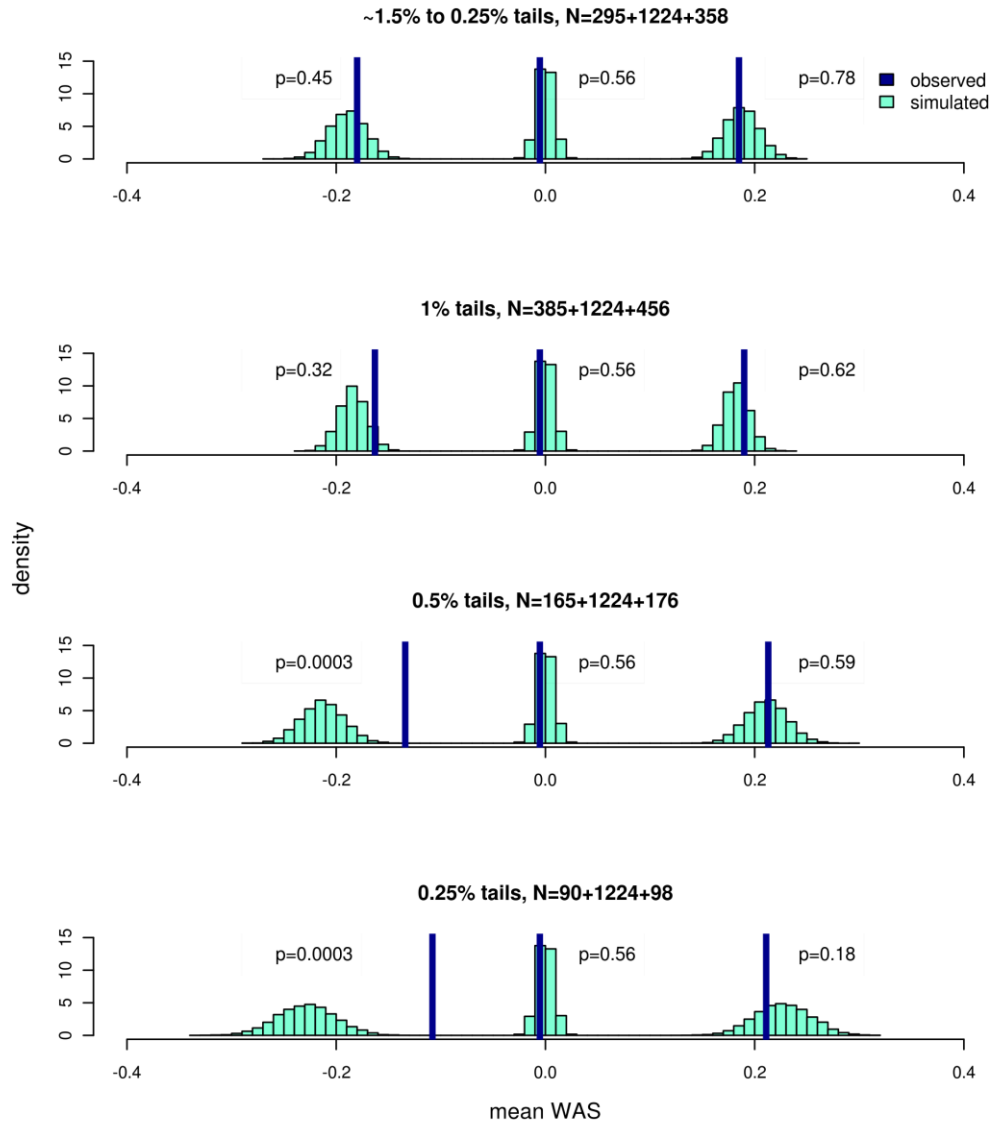 ~1.5% to 0.25% tails, N=295+1224+358
p=0.45
p=0.56
p=0.78
observed
simulated
15
10
5
0
-0.4 -0.2 0.0 0.2 0.4
1% tails, N=385+1224+456
p=0.32
p=0.56
p=0.62
15
10
5
0
-0.4 -0.2 0.0 0.2 0.4
density
0.5% tails, N=165+1224+176
p=0.0003
p=0.56
p=0.59
15
10
5
0
-0.4 -0.2 0.0 0.2 0.4
0.25% tails, N=90+1224+98
p=0.0003
p=0.56
p=0.18
15
10
5
0
-0.4 -0.2 0.0 0.2 0.4
mean WAS